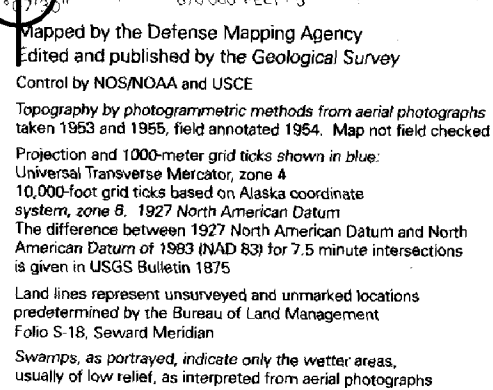 Mapped by the Defense Mapping Agency
Edited and published by the Geological Survey
Control by NOS/NOAA and USCE
Topography by photogrammetric methods from aerial photographs
taken 1953 and 1955, field annotated 1954. Map not field checked
Projection and 1000-meter grid ticks shown in blue:
Universal Transverse Mercator, zone 4
10,000-foot grid ticks based on Alaska coordinate
system, zone 6. 1927 North American Datum
The difference between 1927 North American Datum and North
American Datum of 1983 (NAD 83) for 7.5 minute intersections
is given in USGS Bulletin 1875
Land lines represent unsurveyed and unmarked locations
predetermined by the Bureau of Land Management
Folio S-18, Seward Meridian
Swamps, as portrayed, indicate only the wetter areas,
usually of low relief, as interpreted from aerial photographs